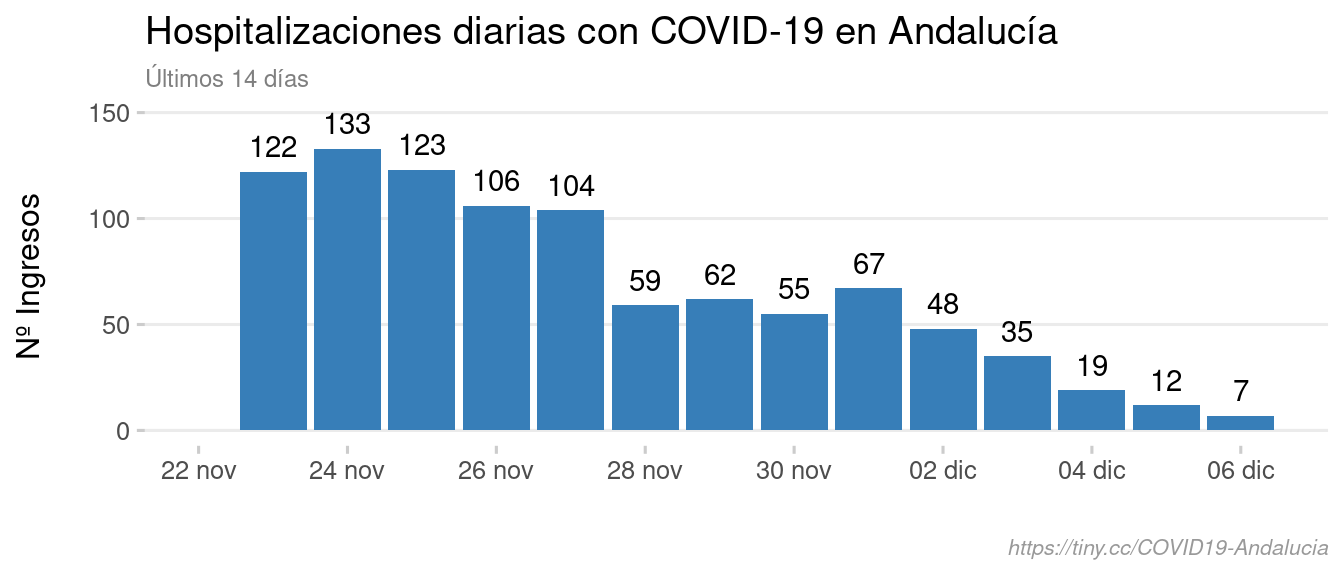 Hospitalizaciones diarias con COVID-19 en Andalucía
Últimos 14 días
Nº Ingresos
150
100
50
0
122
133
123
106
104
59
62
55
67
48
35
19
12
7
22 nov
24 nov
26 nov
28 nov
30 nov
02 dic
04 dic
06 dic
https://tiny.cc/COVID19-Andalucia